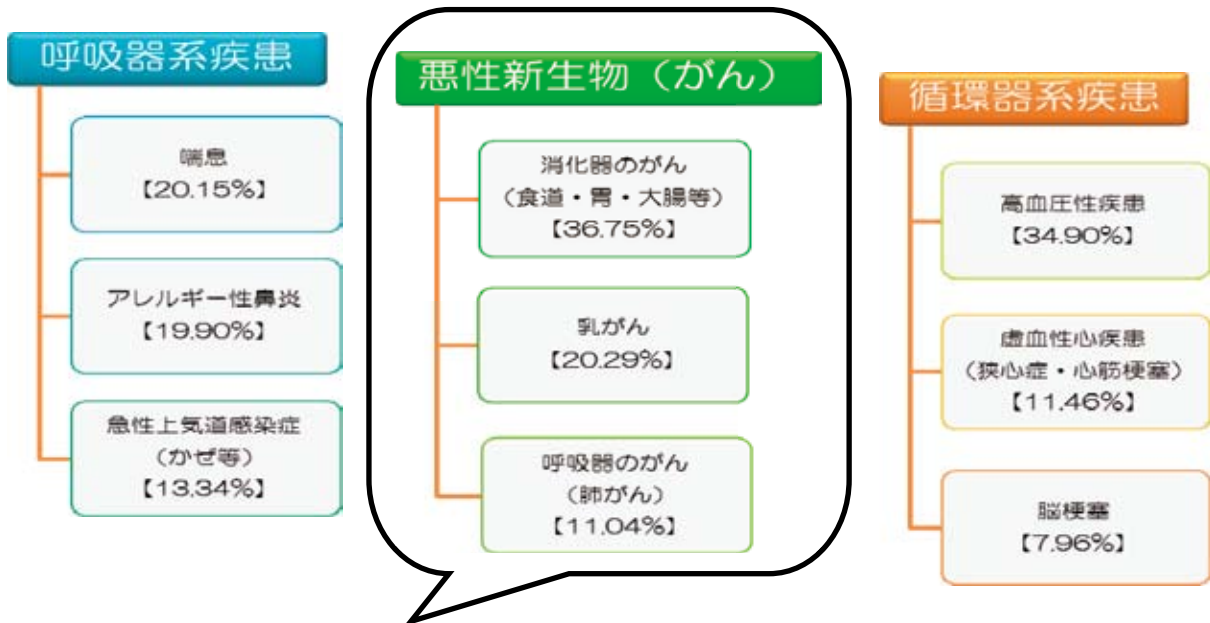 呼吸器系疾患
喘息
【20.15%】
アレルギー性鼻炎
【19.90%】
急性上気道感染症
(かぜ等)
【13.34%】
悪性新生物(がん)
消化器のがん
(食道・胃・大腸等)
【36.75%】
乳がん
【20.29%】
呼吸器のがん
(肺がん)
【11.04%】
循環器系疾患
高血圧性疾患
【34.90%】
虚血性心疾患
(狭心症・心筋梗塞)
【11.46%】
脳梗塞
【7.96%】